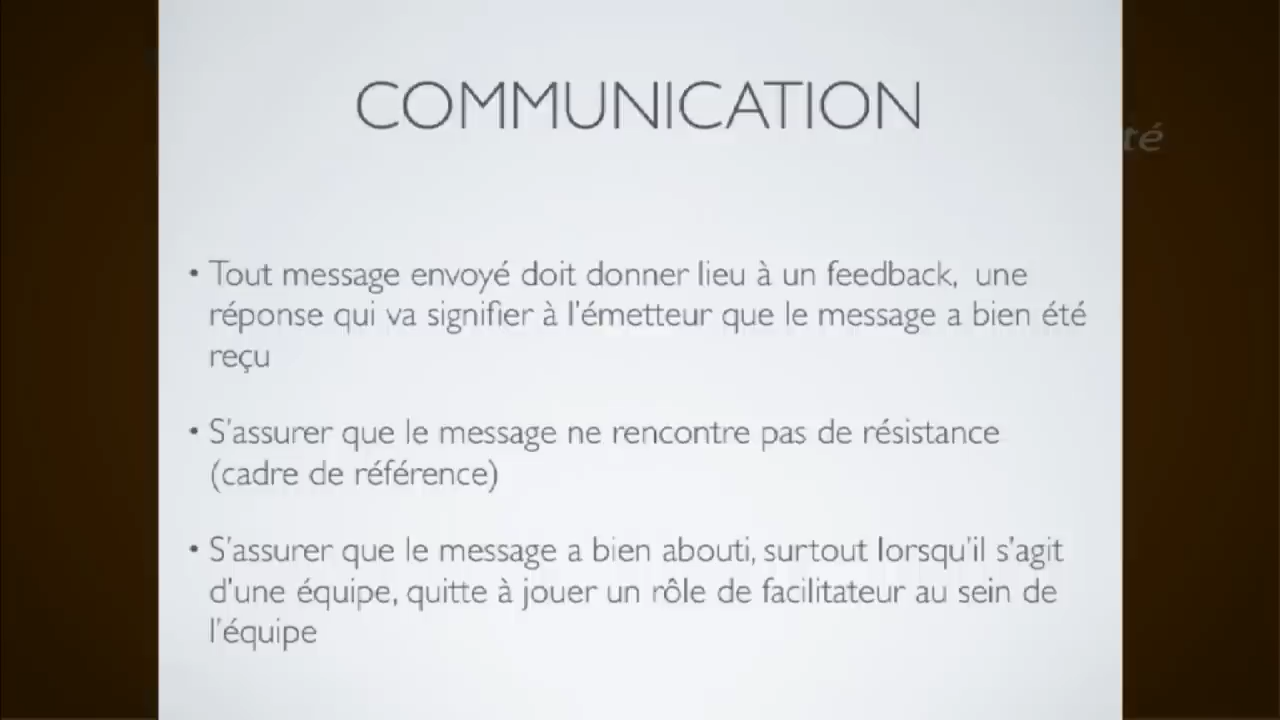 COMMUNICATION
té
• Tout message envoyé doit donner lieu à un feedback, une
réponse qui va signifier à l'émetteur que le message a bien été
reçu
• S'assurer que le message ne rencontre pas de résistance
(cadre de référence)
• S'assurer que le message a bien abouti, surtout lorsqu'il s'agit
d'une équipe, quitte à jouer un rôle de facilitateur au sein de
l'équipe